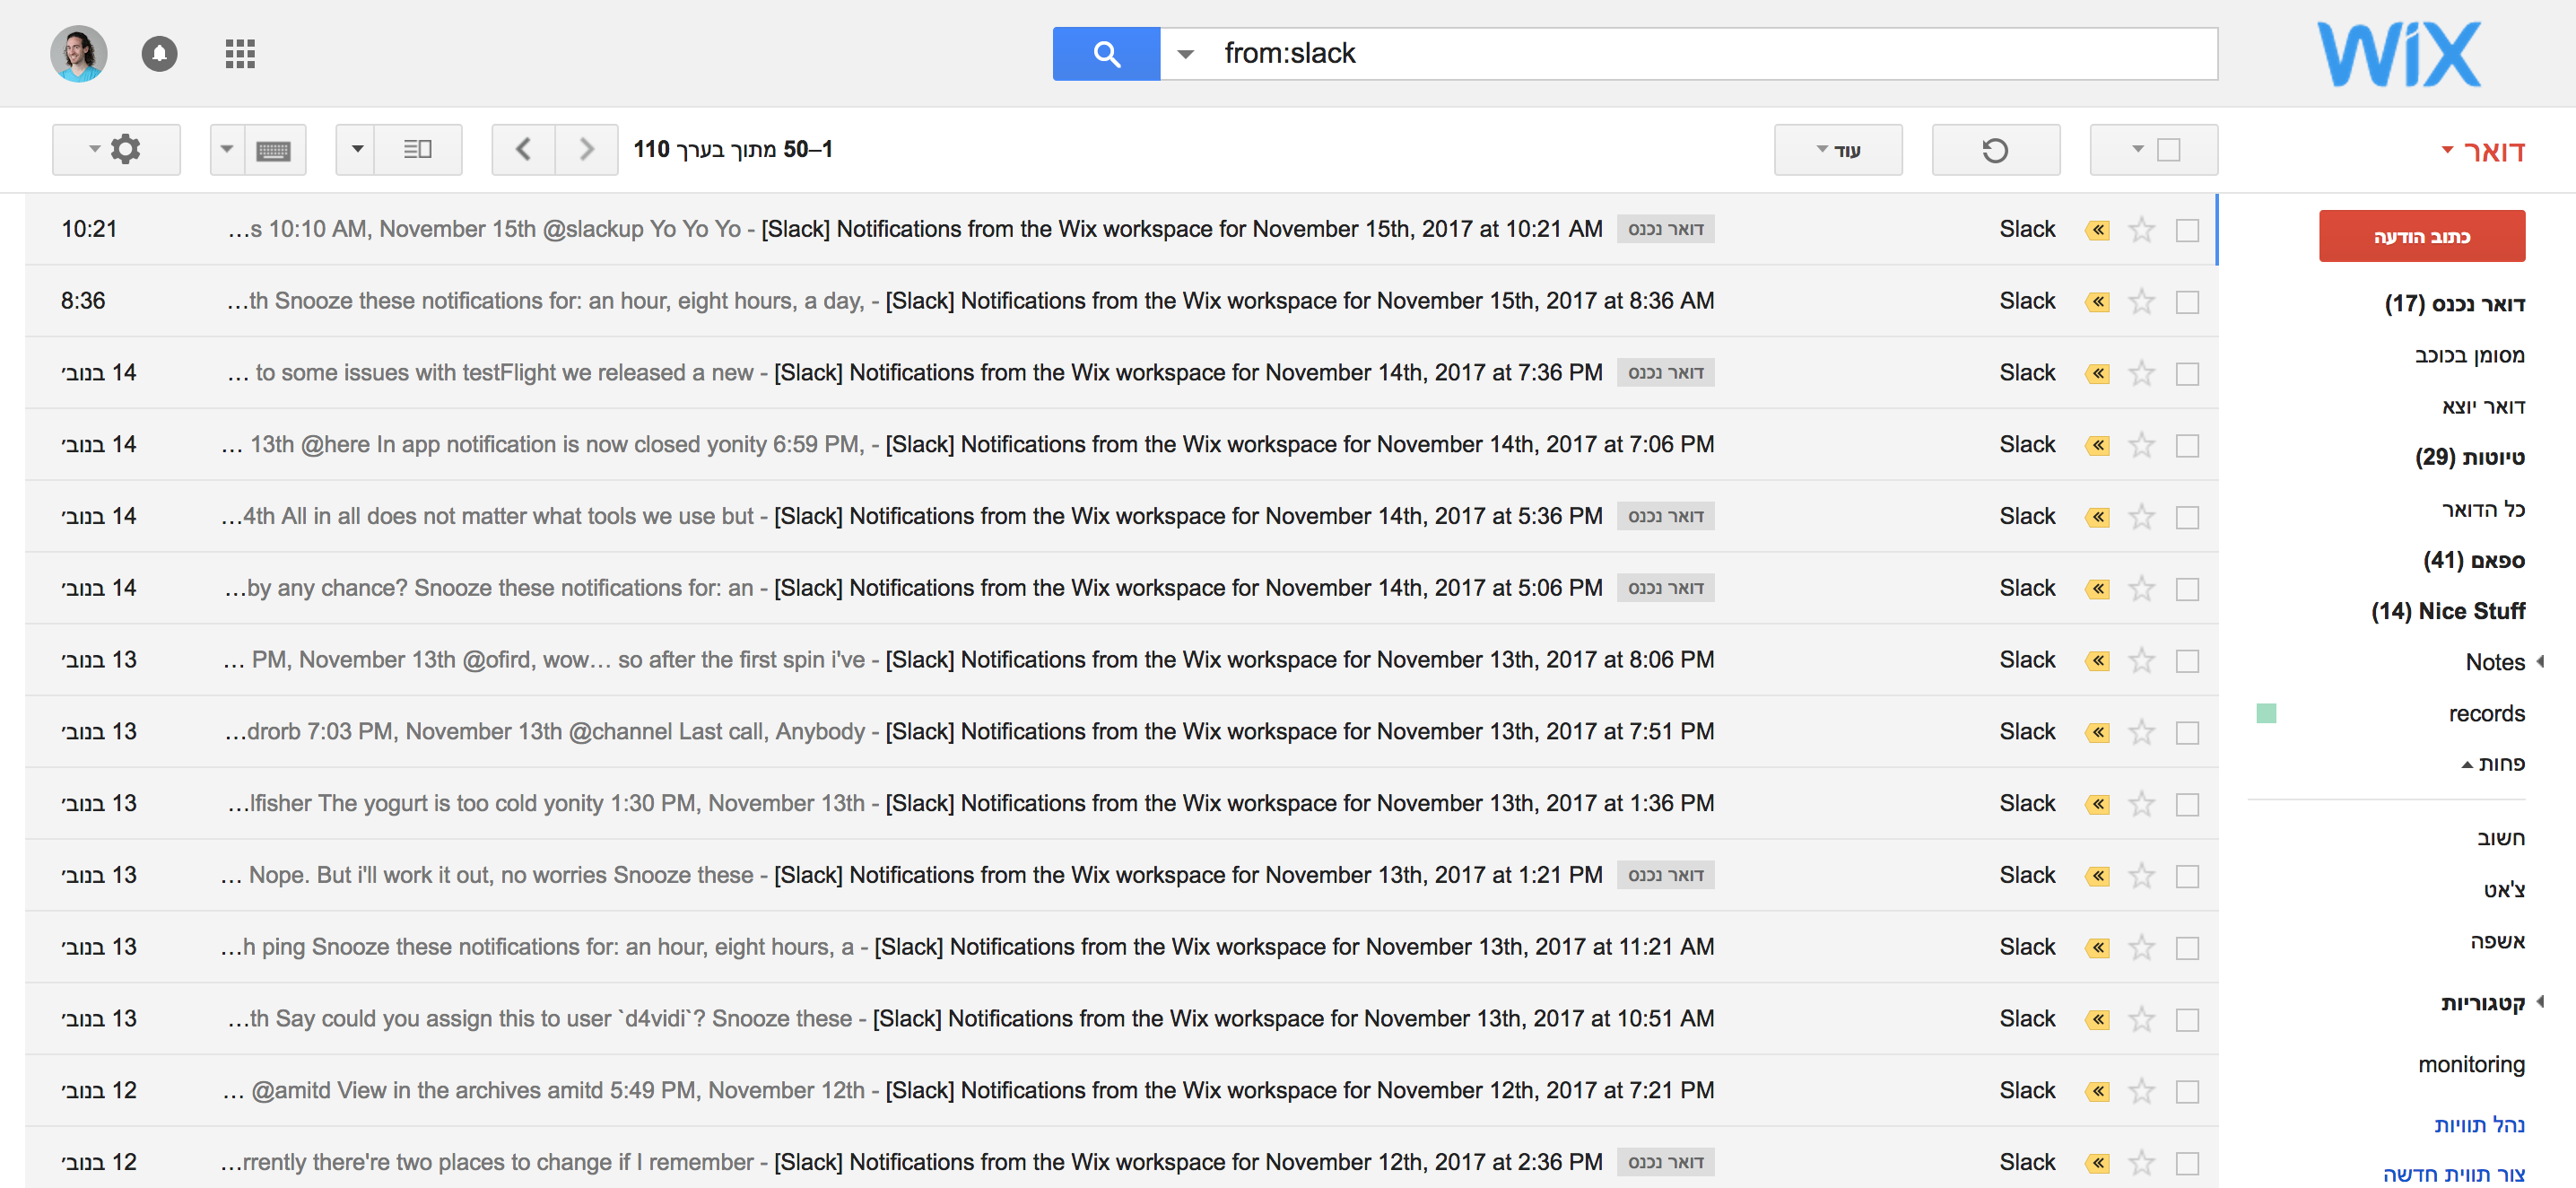 WiX
from:slack
דואר
עוד
1–50 מתוך בערך 110
כתוב הודעה
דואר נכנס (17)
מסומן בכוכב
דואר יוצא
טיוטות (29)
כל הדואר
ספאם (41)
Nice Stuff (14)
Notes
records
פחות
חשוב
צ'אט
אשפה
קטגוריות
monitoring
נהל תוויות
צור תווית חדשה
Slack דואר נכנס [Slack] Notifications from the Wix workspace for November 15th, 2017 at 10:21 AM - s 10:10 AM, November 15th @slackup Yo Yo Yo… 10:21
Slack [Slack] Notifications from the Wix workspace for November 15th, 2017 at 8:36 AM - th Snooze these notifications for: an hour, eight hours, a day,… 8:36
Slack דואר נכנס [Slack] Notifications from the Wix workspace for November 14th, 2017 at 7:36 PM - to some issues with testFlight we released a new… 14 בנוב׳
Slack [Slack] Notifications from the Wix workspace for November 14th, 2017 at 7:06 PM - 13th @here In app notification is now closed yonity 6:59 PM,… 14 בנוב׳
Slack דואר נכנס [Slack] Notifications from the Wix workspace for November 14th, 2017 at 5:36 PM - 4th All in all does not matter what tools we use but… 14 בנוב׳
Slack דואר נכנס [Slack] Notifications from the Wix workspace for November 14th, 2017 at 5:06 PM - by any chance? Snooze these notifications for: an… 14 בנוב׳
Slack [Slack] Notifications from the Wix workspace for November 13th, 2017 at 8:06 PM - PM, November 13th @ofird, wow… so after the first spin i've… 13 בנוב׳
Slack [Slack] Notifications from the Wix workspace for November 13th, 2017 at 7:51 PM - drorb 7:03 PM, November 13th @channel Last call, Anybody… 13 בנוב׳
Slack [Slack] Notifications from the Wix workspace for November 13th, 2017 at 1:36 PM - lfisher The yogurt is too cold yonity 1:30 PM, November 13th… 13 בנוב׳
Slack דואר נכנס [Slack] Notifications from the Wix workspace for November 13th, 2017 at 1:21 PM - Nope. But i'll work it out, no worries Snooze these… 13 בנוב׳
Slack [Slack] Notifications from the Wix workspace for November 13th, 2017 at 11:21 AM - h ping Snooze these notifications for: an hour, eight hours, a… 13 בנוב׳
Slack [Slack] Notifications from the Wix workspace for November 13th, 2017 at 10:51 AM - th Say could you assign this to user `d4vidi`? Snooze these… 13 בנוב׳
Slack [Slack] Notifications from the Wix workspace for November 12th, 2017 at 7:21 PM - @amitd View in the archives amitd 5:49 PM, November 12th… 12 בנוב׳
Slack דואר נכנס [Slack] Notifications from the Wix workspace for November 12th, 2017 at 2:36 PM - rrently there're two places to change if I remember… 12 בנוב׳